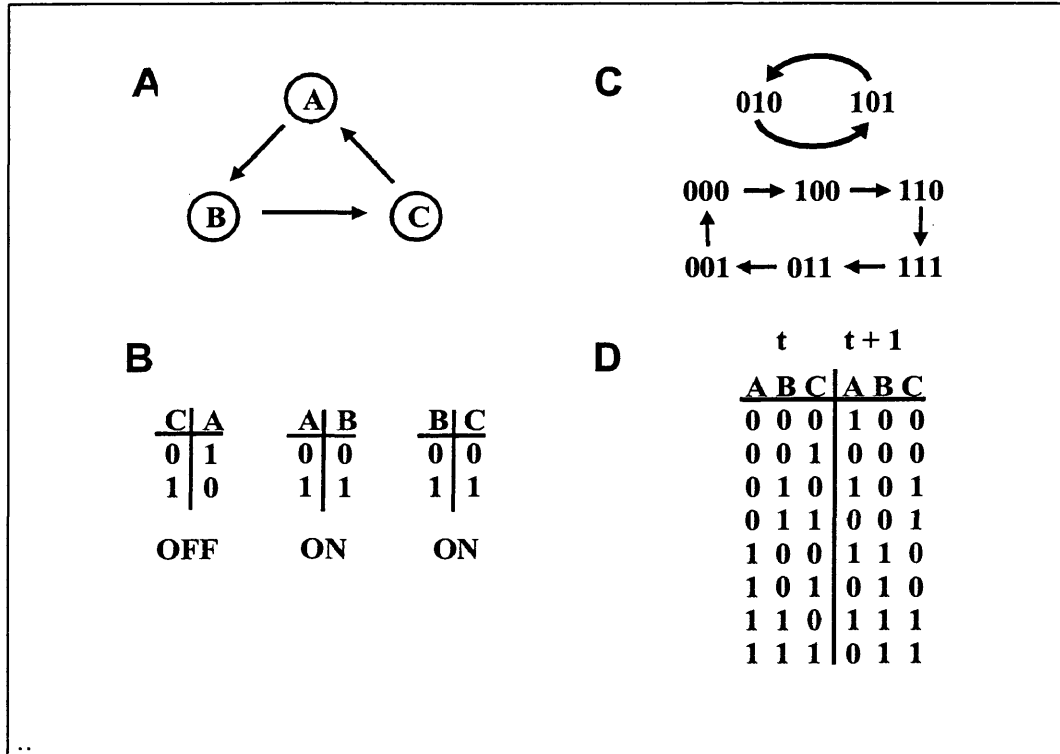 A
A
B C
B
C A A B B C
0 1 0 0 0 0
1 0 1 1 1 1
OFF ON ON
C
010 101
000 100 110
001 011 111
D
t t + 1
A B C A B C
0 0 0 1 0 0
0 0 1 0 0 0
0 1 0 1 0 1
0 1 1 0 0 1
1 0 0 1 1 0
1 0 1 0 1 0
1 1 0 1 1 1
1 1 1 0 1 1